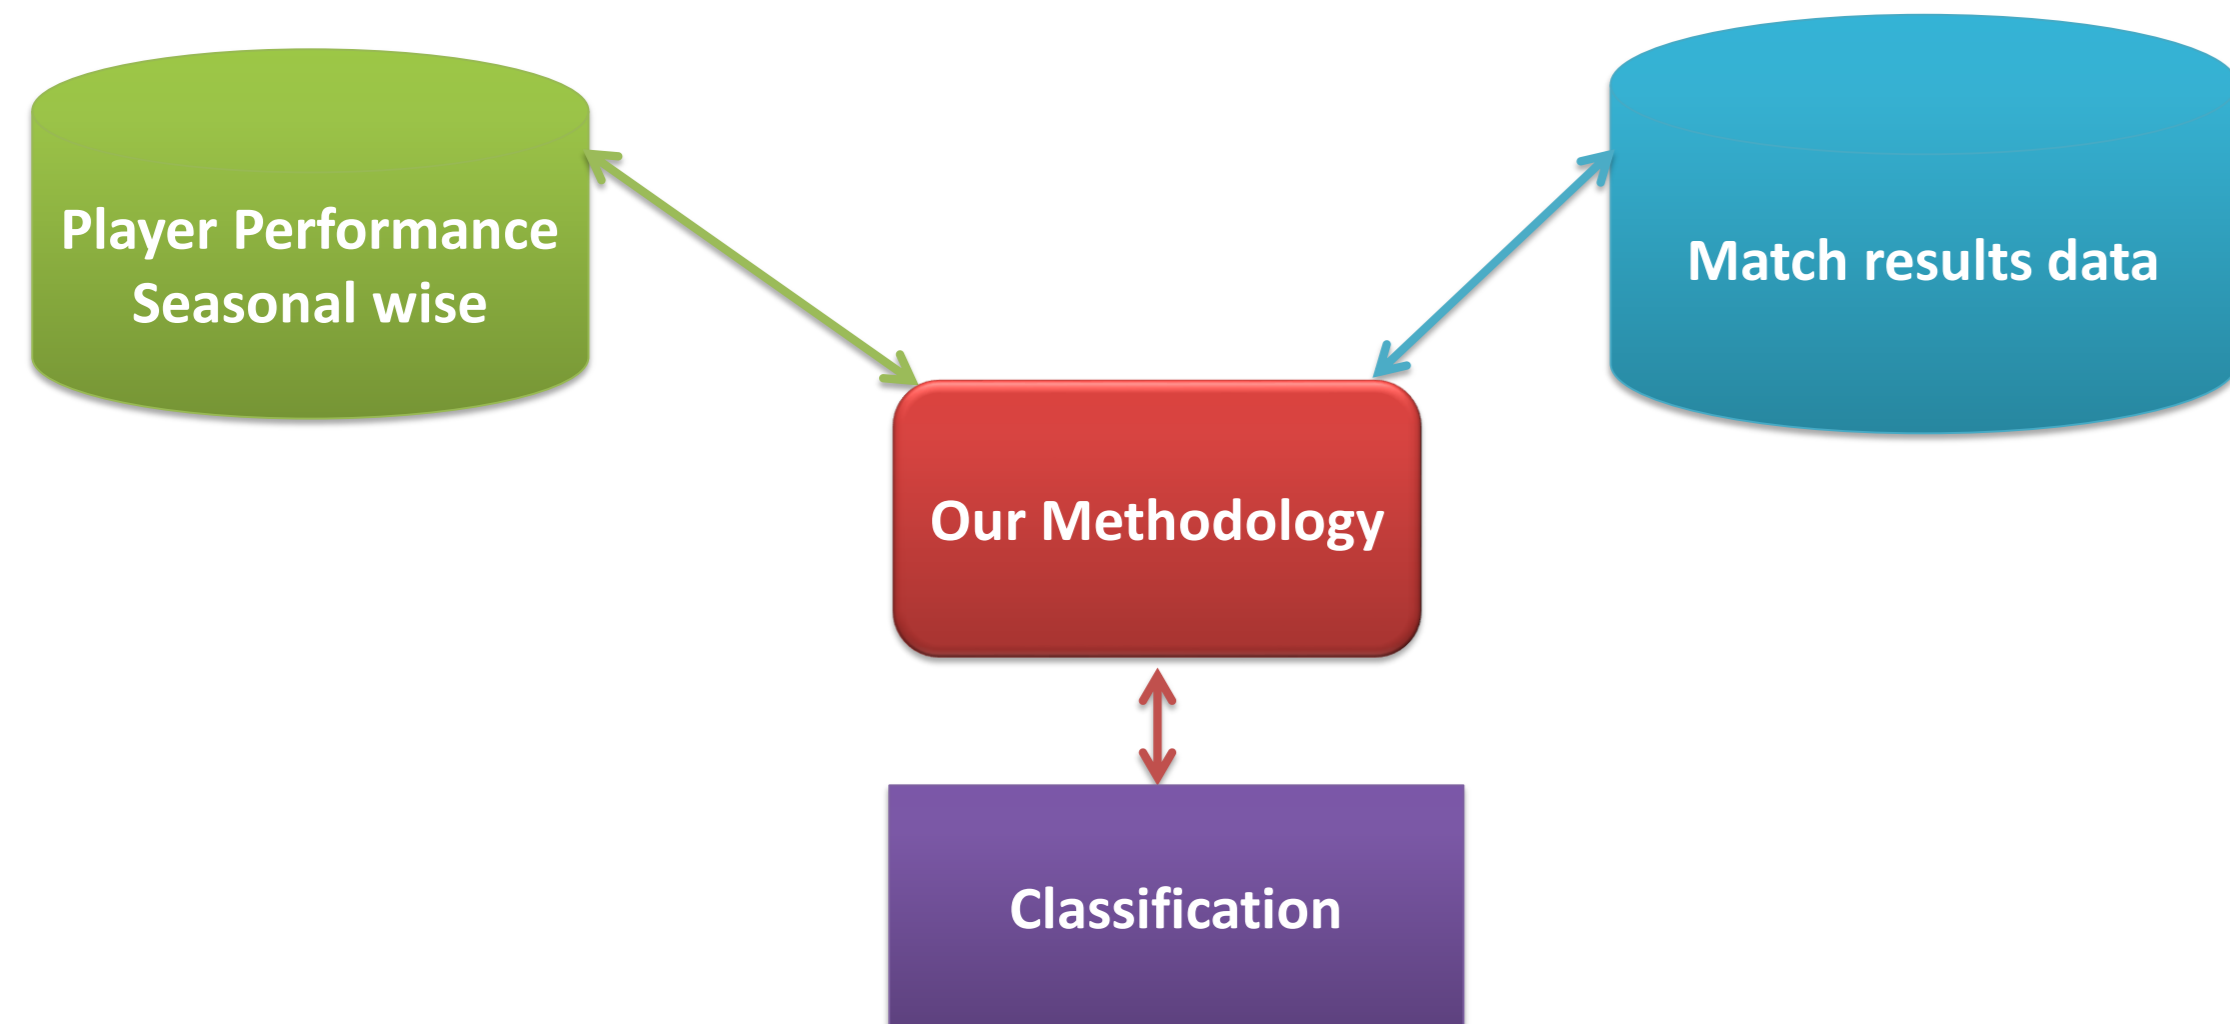 Player Performance
Seasonal wise
Match results data
Our Methodology
Classification